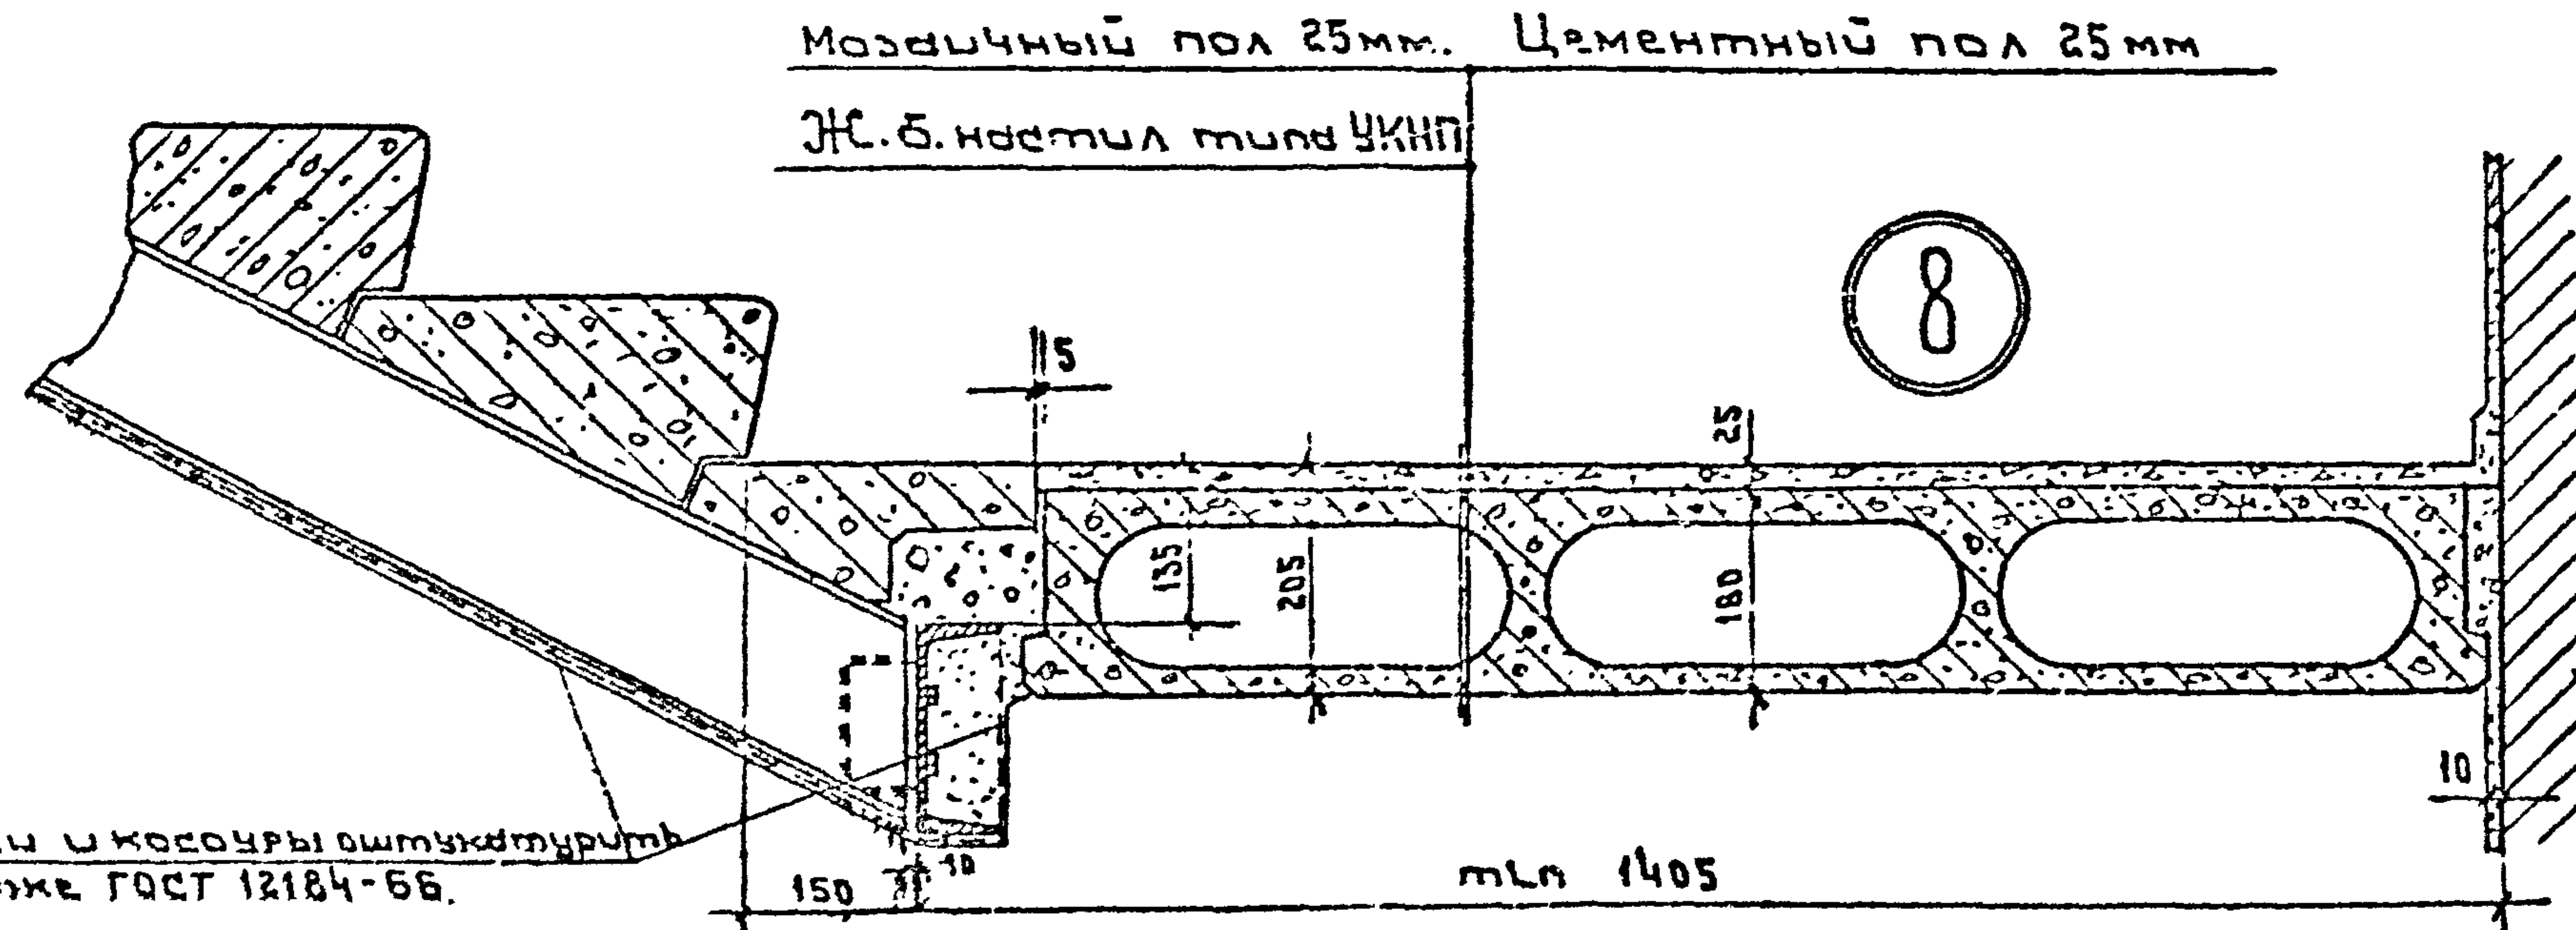 Мозаичный пол 25мм. Цементный пол 25мм
Ж.б. настил типа УКНП
8
5
25
135
205
180
10
и косоуры оштукатурить
ГОСТ 12184-66.
150
10
min 1405